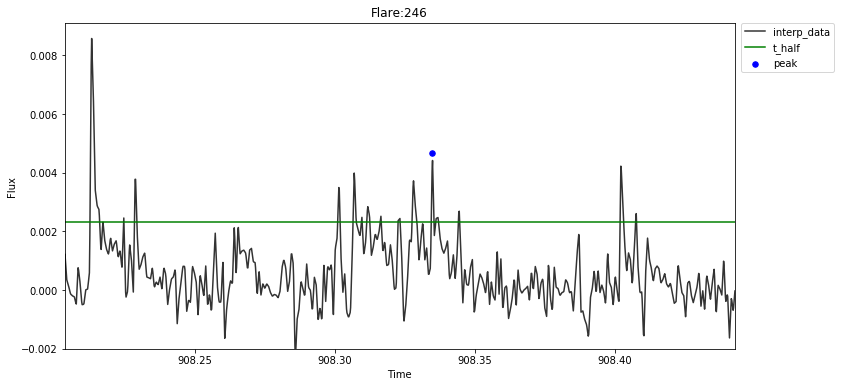 Flare:246
interp_data
t_half
peak
0.008
0.006
0.004
0.002
0.000
−0.002
Flux
908.25
908.30
908.35
908.40
Time